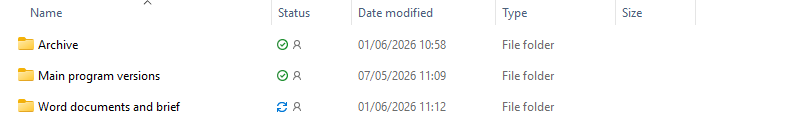 Name Status Date modified Type Size
Archive 01/06/2026 10:58 File folder
Main program versions 07/05/2026 11:09 File folder
Word documents and brief 01/06/2026 11:12 File folder